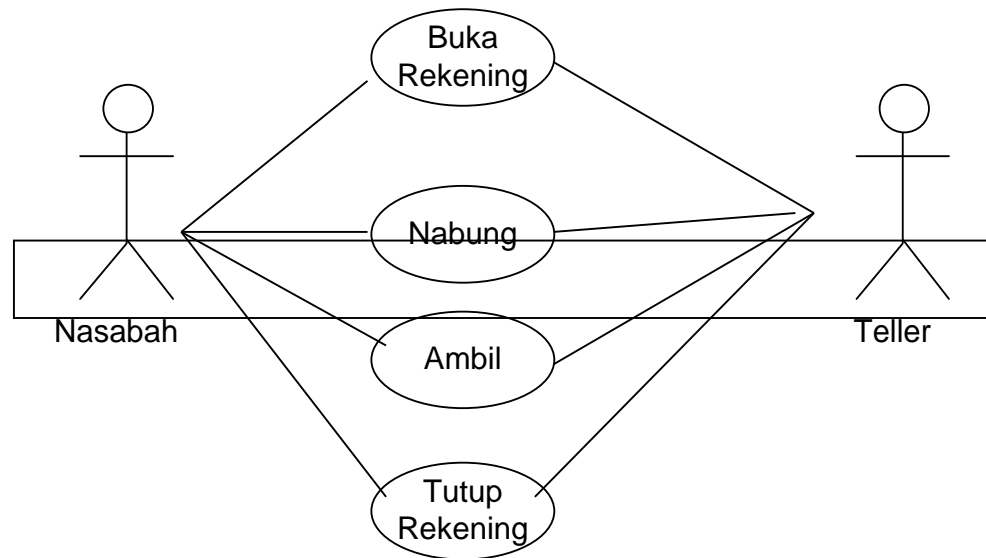 Buka
Rekening
Nabung
Nasabah
Teller
Ambil
Tutup
Rekening